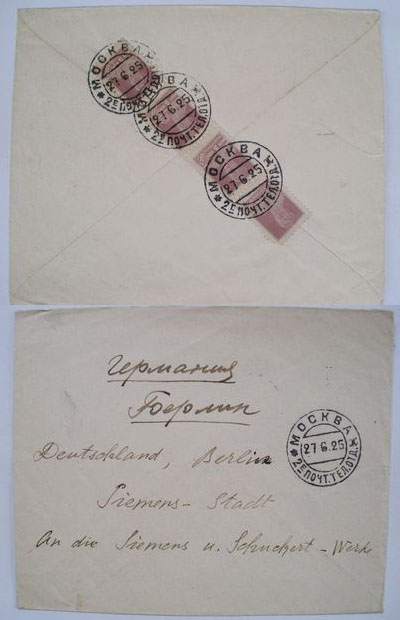 МОСКВА
27.6.25
2Е ПОЧТ.ТЕЛ.ОТД.
МОСКВА
27.6.25
2Е ПОЧТ.ТЕЛ.ОТД.
МОСКВА
27.6.25
2Е ПОЧТ.ТЕЛ.ОТД.
Германия
Берлин
МОСКВА
27.6.25
2Е ПОЧТ.ТЕЛ.ОТД.
Deutschland, Berlin
Siemens-Stadt
An die Siemens u. Schuckert-Werk